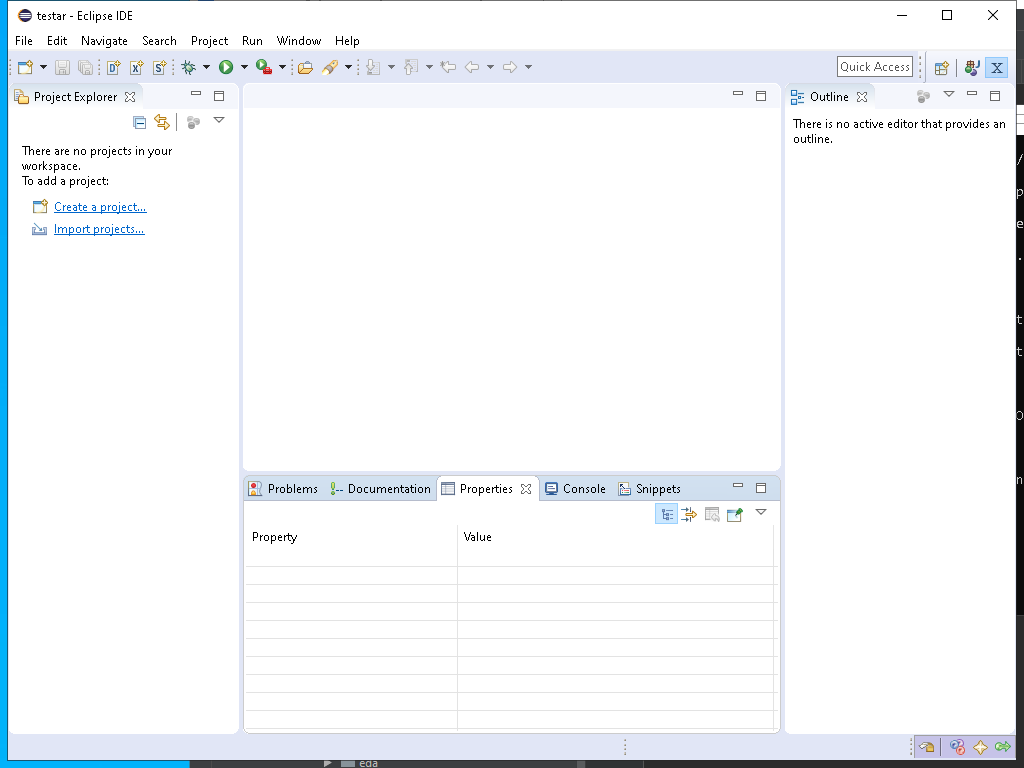 testar - Eclipse IDE
File Edit Navigate Search Project Run Window Help
Quick Access
Project Explorer
There are no projects in your
workspace.
To add a project:
Create a project...
Import projects...
Outline
There is no active editor that provides an
outline.
Problems Documentation Properties Console Snippets
Property Value
eda